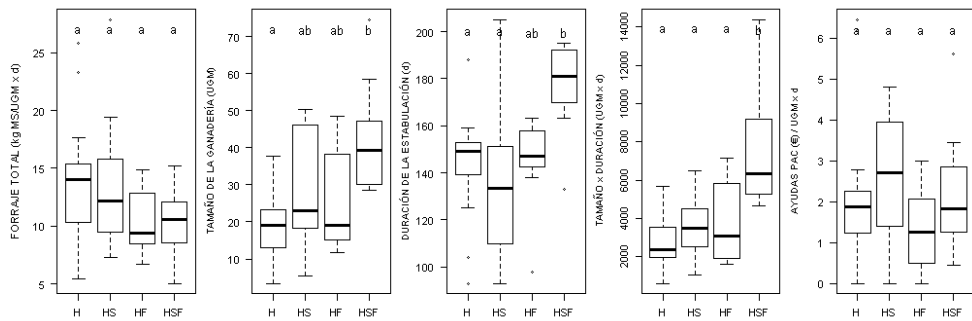 FORRAJE TOTAL (kg MS/UGM x d)
25
20
15
10
5
a a a a
H HS HF HSF
TAMAÑO DE LA GANADERÍA (UGM)
70
60
50
40
30
20
10
a ab ab b
H HS HF HSF
DURACIÓN DE LA ESTABULACIÓN (d)
200
180
160
140
120
100
a a ab b
H HS HF HSF
TAMAÑO x DURACIÓN (UGM x d)
14000
12000
10000
8000
6000
4000
2000
a a a b
H HS HF HSF
AYUDAS PAC (€) / UGM x d
6
5
4
3
2
1
0
a a a a
H HS HF HSF